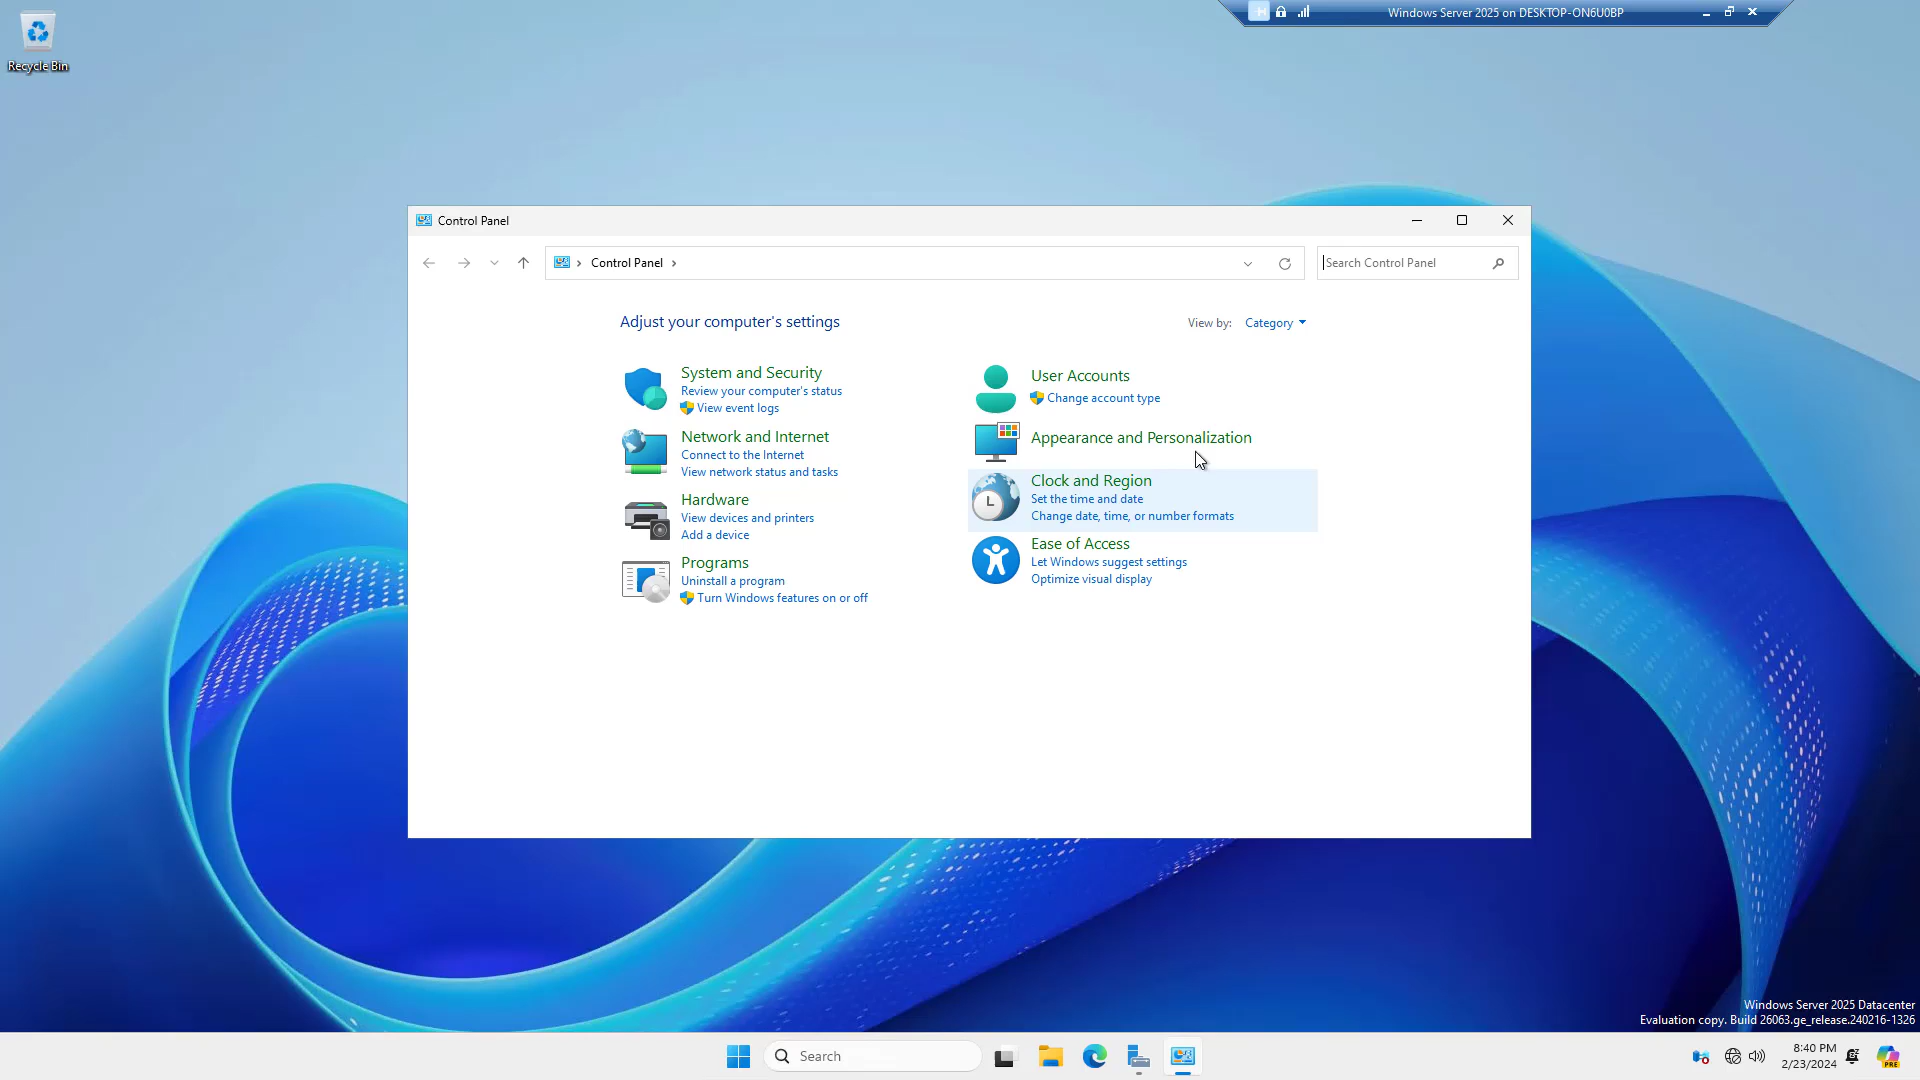 Windows Server 2025 on DESKTOP-ON6U0BP
Recycle Bin
Control Panel
Control Panel
Search Control Panel
Adjust your computer's settings
View by: Category
System and Security
Review your computer's status
View event logs
Network and Internet
Connect to the Internet
View network status and tasks
Hardware
View devices and printers
Add a device
Programs
Uninstall a program
Turn Windows features on or off
User Accounts
Change account type
Appearance and Personalization
Clock and Region
Set the time and date
Change date, time, or number formats
Ease of Access
Let Windows suggest settings
Optimize visual display
Windows Server 2025 Datacenter
Evaluation copy. Build 26063.ge_release.240216-1326
Search
8:40 PM
2/23/2024
PRE